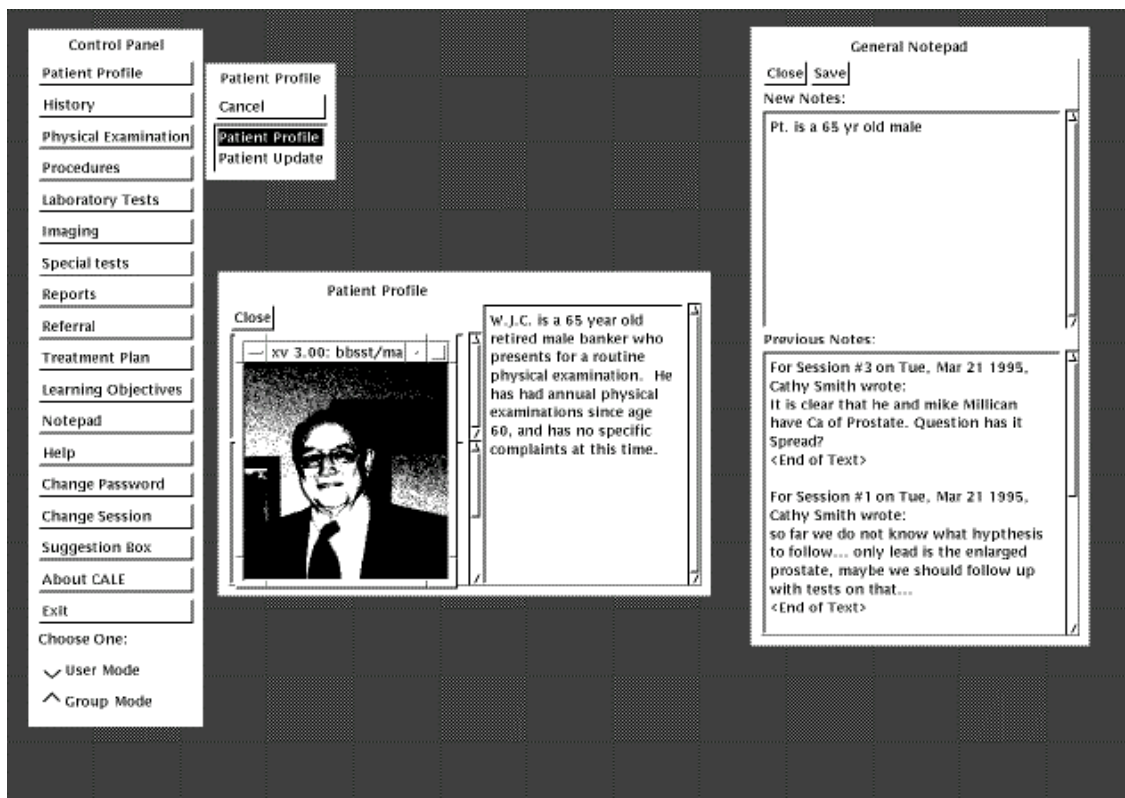 Control Panel
Patient Profile
History
Physical Examination
Procedures
Laboratory Tests
Imaging
Special tests
Reports
Referral
Treatment Plan
Learning Objectives
Notepad
Help
Change Password
Change Session
Suggestion Box
About CALE
Exit
Choose One:
User Mode
Group Mode
Patient Profile
Cancel
Patient Profile
Patient Update
Patient Profile
Close
xv 3.00: bbsst/ma
W.J.C. is a 65 year old
retired male banker who
presents for a routine
physical examination. He
has had annual physical
examinations since age
60, and has no specific
complaints at this time.
General Notepad
Close Save
New Notes:
Pt. is a 65 yr old male
Previous Notes:
For Session #3 on Tue, Mar 21 1995,
Cathy Smith wrote:
It is clear that he and mike Millican
have Ca of Prostate. Question has it
Spread?
<End of Text>
For Session #1 on Tue, Mar 21 1995,
Cathy Smith wrote:
so far we do not know what hypthesis
to follow... only lead is the enlarged
prostate, maybe we should follow up
with tests on that...
<End of Text>